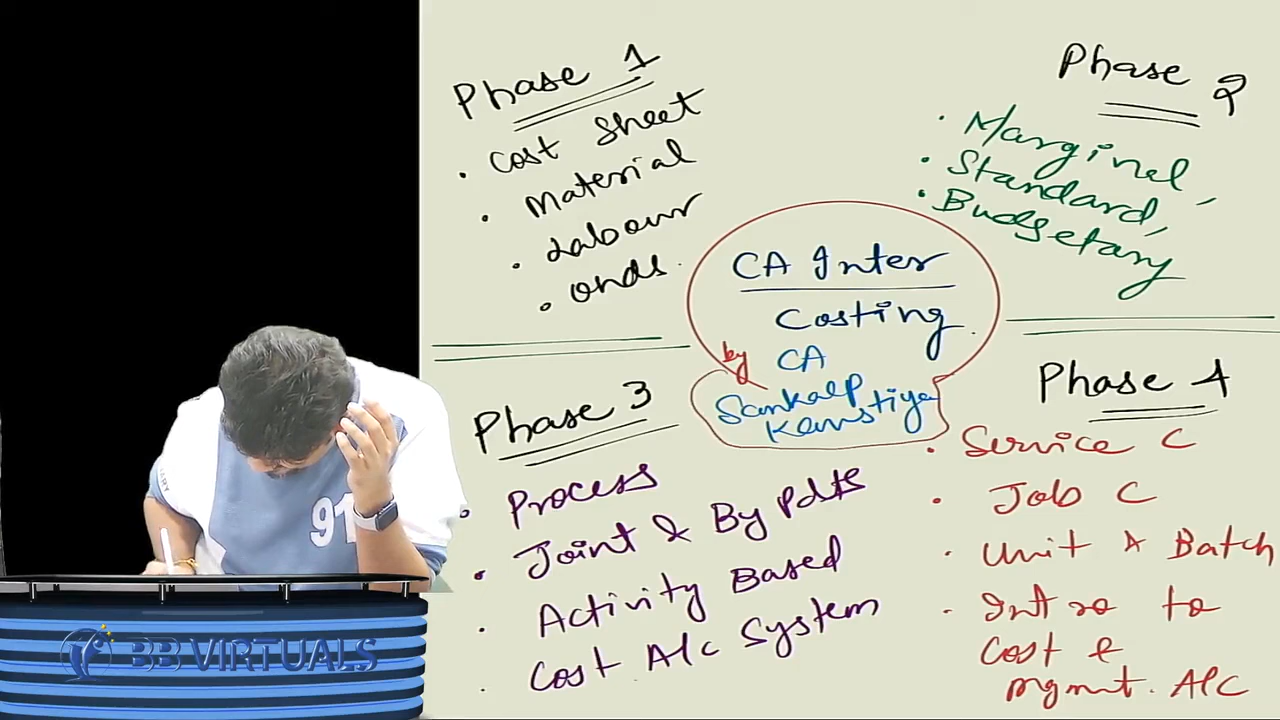 Phase 1
• Cost Sheet
• Material
• Labour
• OHDs.
Phase 2
• Marginal,
• Standard,
• Budgetary
CA Inter
Costing
by CA
Sankalp
Kanstiya
Phase 3
• Process
• Joint & By Pdts
• Activity Based
• Cost A/c System
Phase 4
• Service C
• Job C
• Unit & Batch
• Intro to
Cost &
Mgmt. A/C
91
BB VIRTUALS